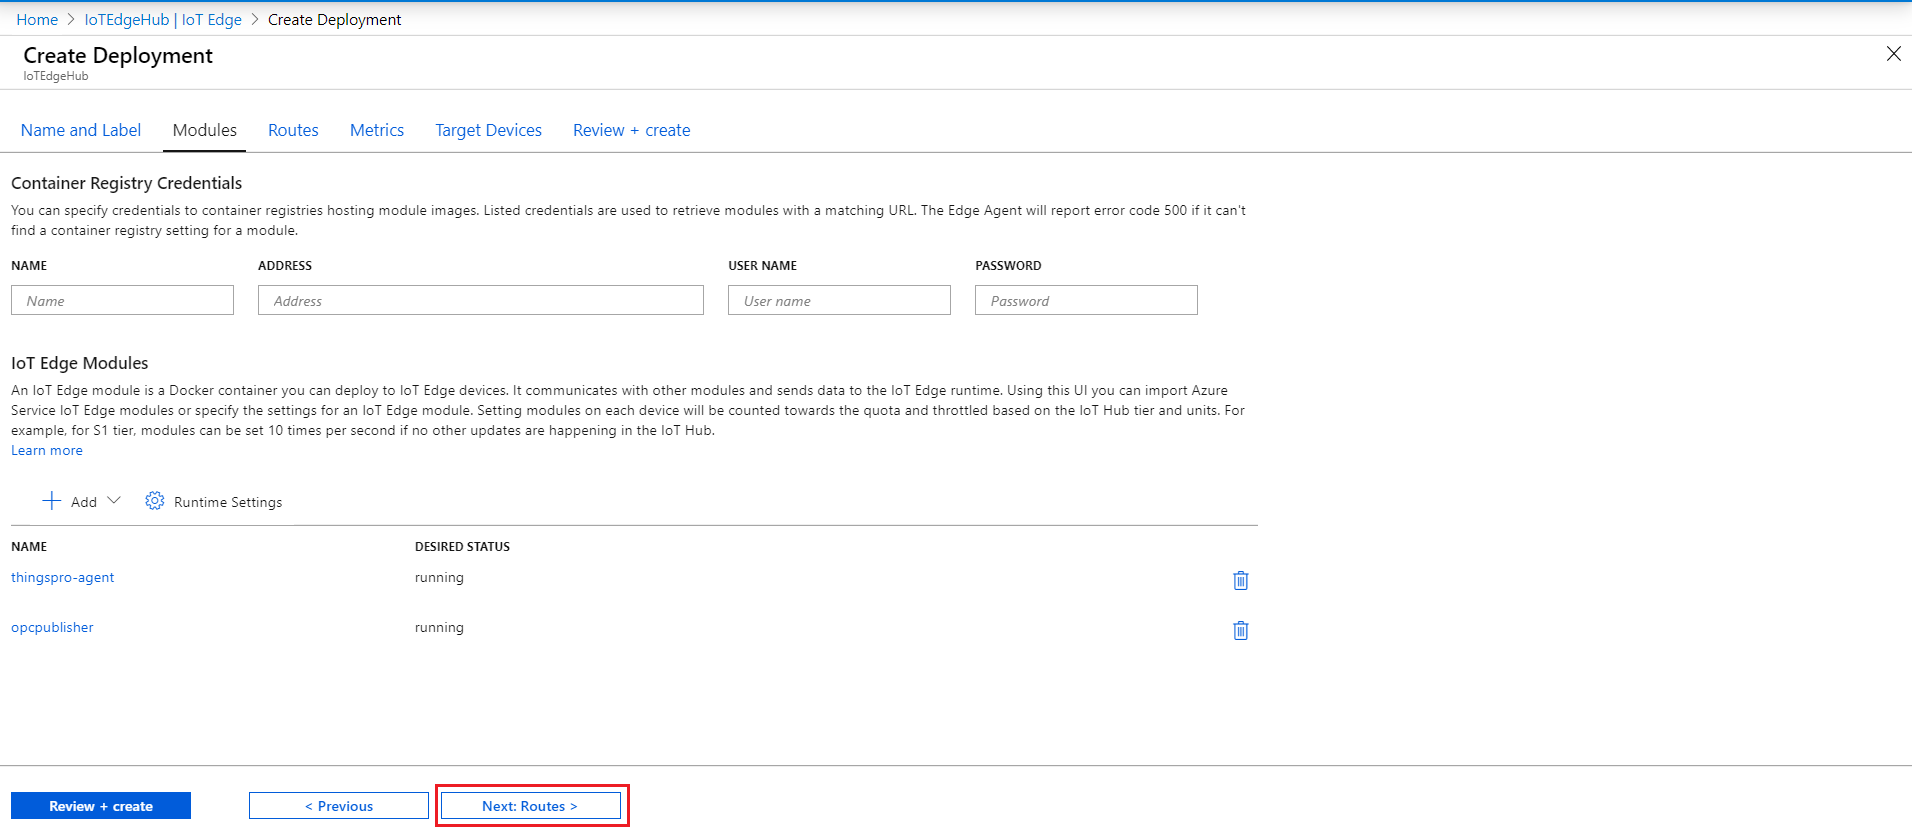 Home > IoTEdgeHub | IoT Edge > Create Deployment
Create Deployment
IoTEdgeHub
Name and Label Modules Routes Metrics Target Devices Review + create
Container Registry Credentials
You can specify credentials to container registries hosting module images. Listed credentials are used to retrieve modules with a matching URL. The Edge Agent will report error code 500 if it can't
find a container registry setting for a module.
NAME ADDRESS USER NAME PASSWORD
Name Address User name Password
IoT Edge Modules
An IoT Edge module is a Docker container you can deploy to IoT Edge devices. It communicates with other modules and sends data to the IoT Edge runtime. Using this UI you can import Azure
Service IoT Edge modules or specify the settings for an IoT Edge module. Setting modules on each device will be counted towards the quota and throttled based on the IoT Hub tier and units. For
example, for S1 tier, modules can be set 10 times per second if no other updates are happening in the IoT Hub.
Learn more
Add Runtime Settings
NAME DESIRED STATUS
thingspro-agent running
opcpublisher running
Review + create < Previous Next: Routes >